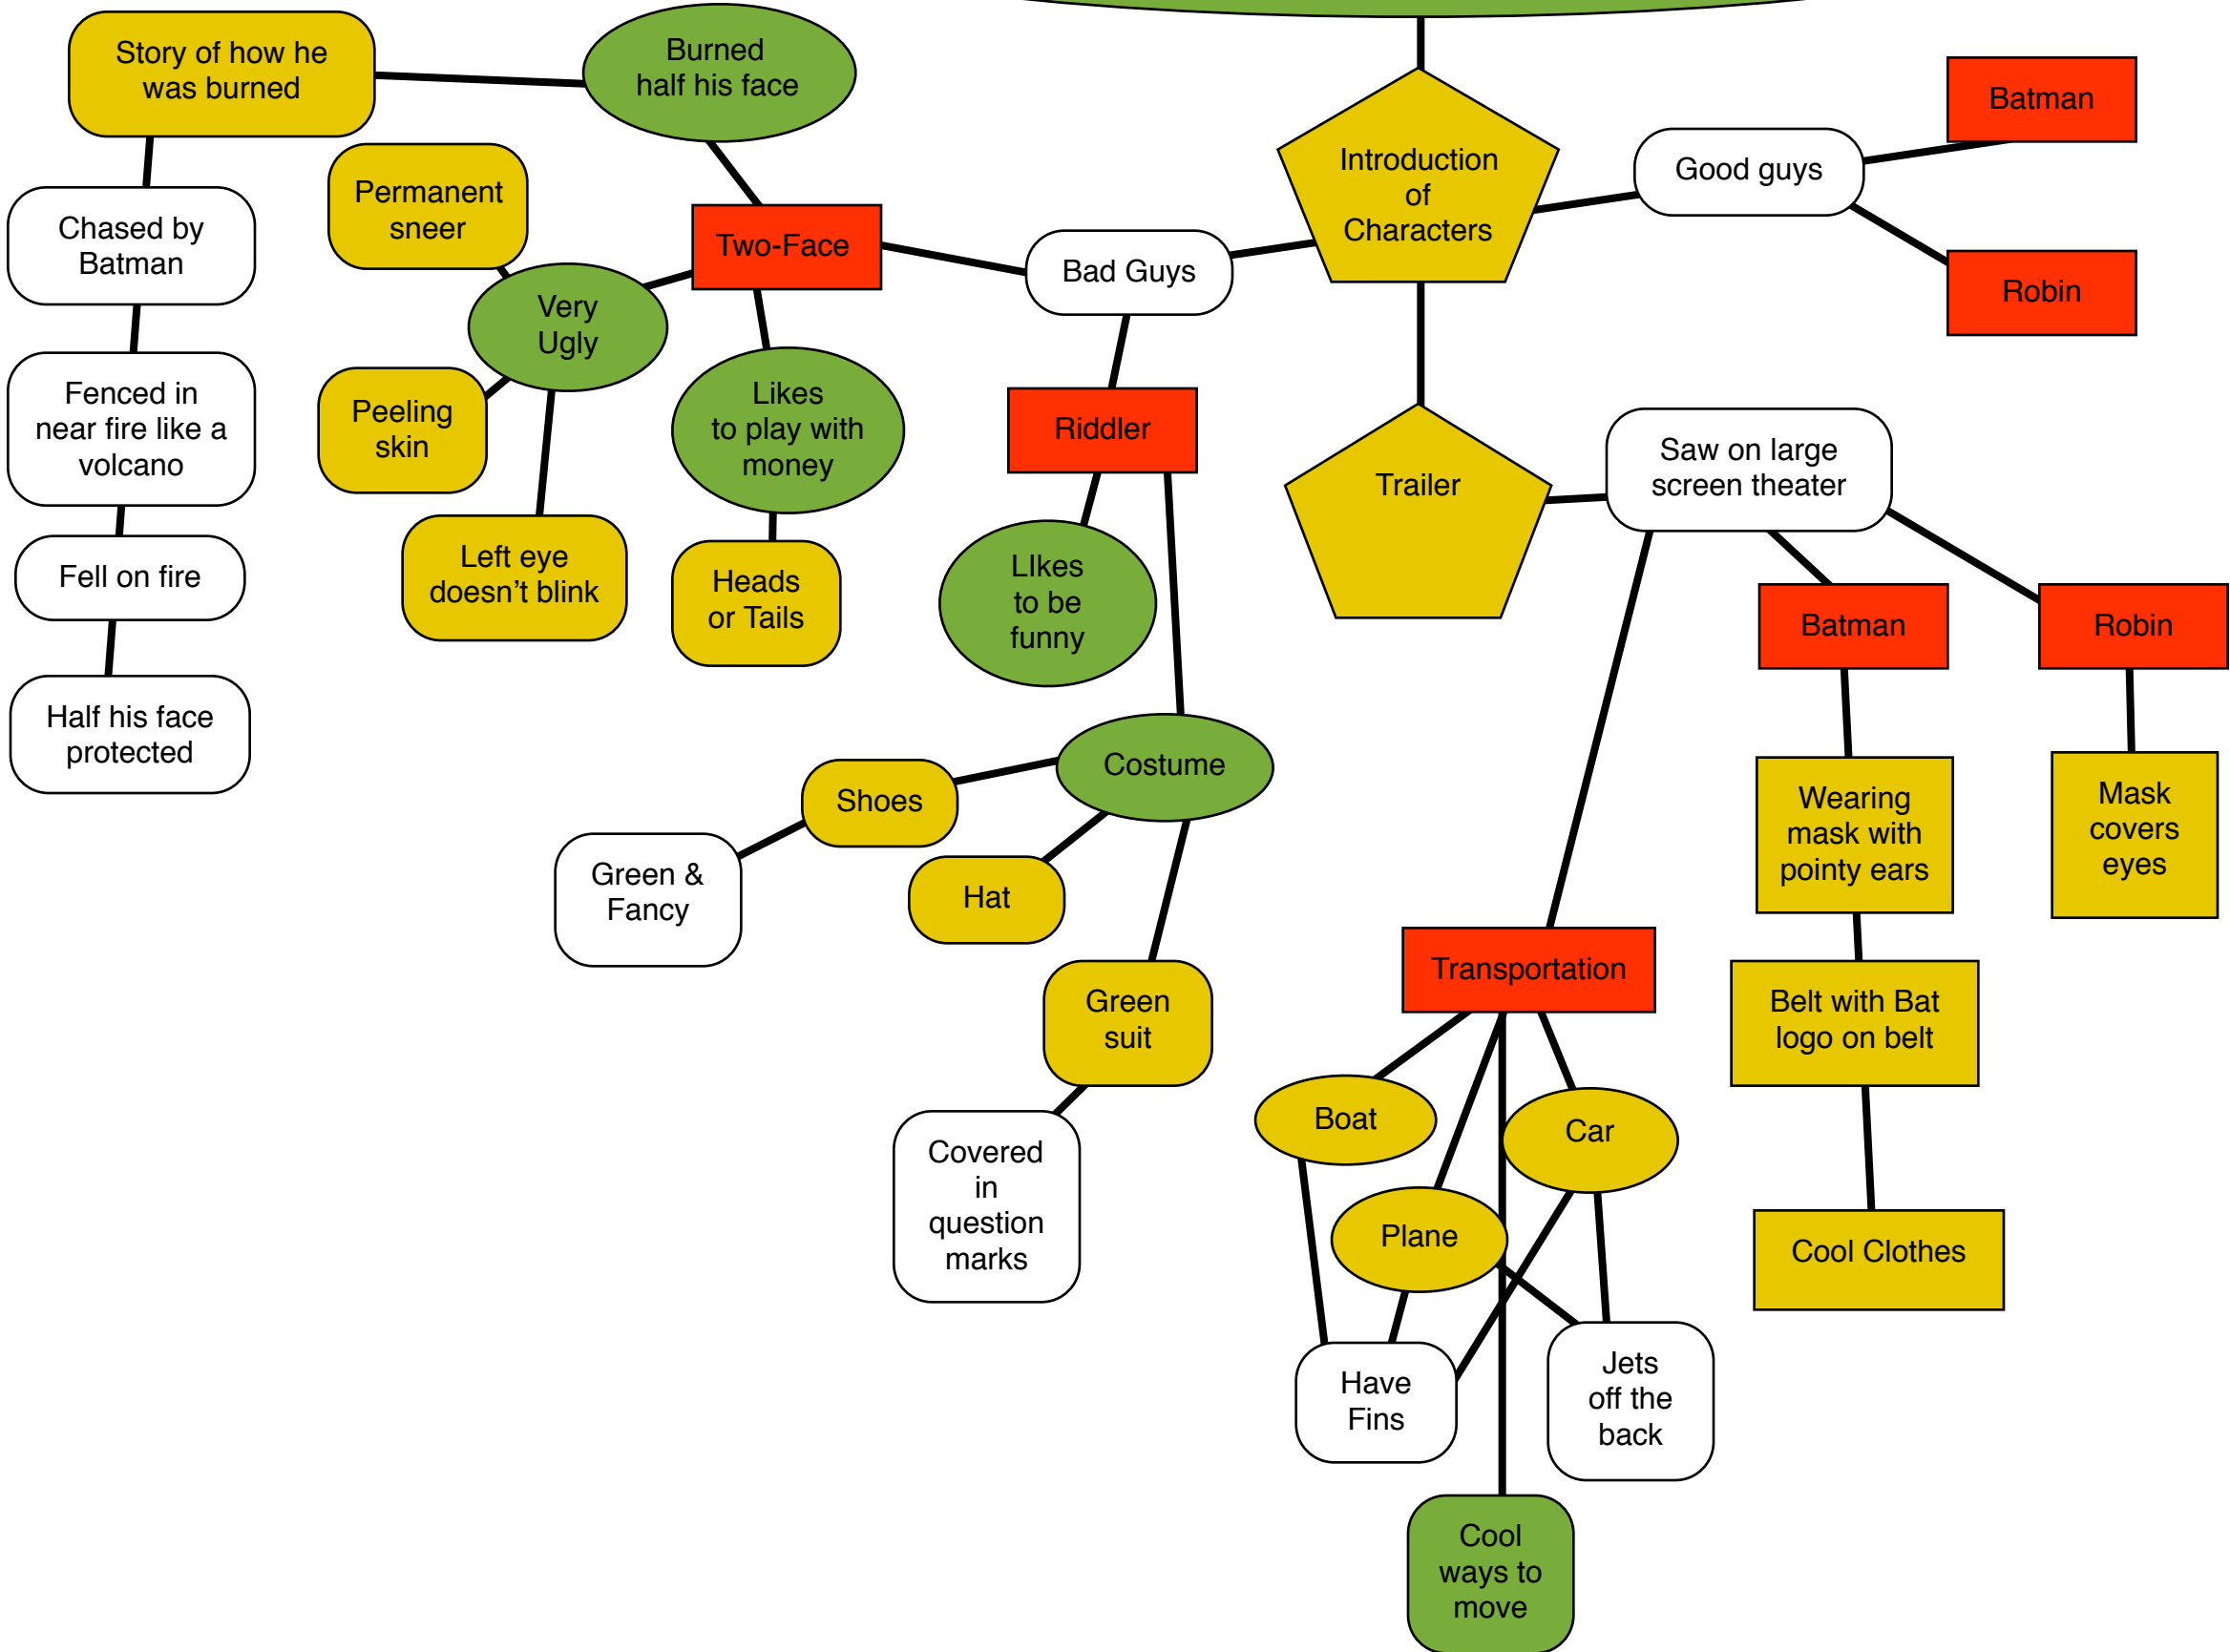 Story of how he
was burned
Burned
half his face
Batman
Introduction
of
Characters
Good guys
Permanent
sneer
Chased by
Batman
Two-Face
Bad Guys
Robin
Very
Ugly
Fenced in
near fire like a
volcano
Peeling
skin
Likes
to play with
money
Riddler
Trailer
Saw on large
screen theater
Fell on fire
Left eye
doesn't blink
Heads
or Tails
LIkes
to be
funny
Batman
Robin
Half his face
protected
Costume
Shoes
Wearing
mask with
pointy ears
Mask
covers
eyes
Green &
Fancy
Hat
Transportation
Green
suit
Belt with Bat
logo on belt
Boat
Car
Covered
in
question
marks
Plane
Cool Clothes
Have
Fins
Jets
off the
back
Cool
ways to
move